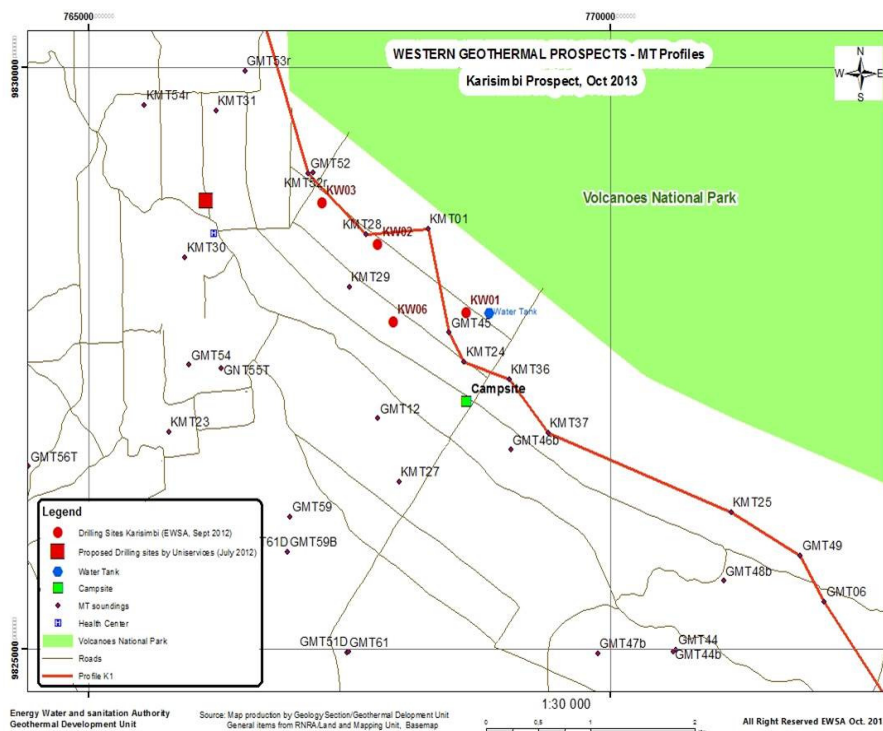 765000
770000
9830000
9825000
WESTERN GEOTHERMAL PROSPECTS - MT Profiles
Karisimbi Prospect, Oct 2013
N
W
E
S
Volcanoes National Park
GMT53r
KMT54r
KMT31
GMT52
KMT52r
KW03
KMT01
KMT28
KW02
KMT30
KMT29
KW01
Water Tank
KW06
GMT45
KMT24
KMT36
GMT54
GNT55T
Campsite
GMT12
KMT23
KMT37
GMT46b
GMT56T
KMT27
KMT25
GMT59
T61D
GMT59B
GMT49
GMT48b
GMT06
GMT51D
GMT61
GMT47b
GMT44
GMT44b
Legend
Drilling Sites Karisimbi (EWSA, Sept 2012)
Proposed Drilling sites by Uniservices (July 2012)
Water Tank
Campsite
MT soundings
H
Health Center
Volcanoes National Park
Roads
Profile K1
1:30 000
Energy Water and sanitation Authority
Geothermal Development Unit
Source: Map production by Geology Section/Geothermal Delopment Unit
General items from RNRA/Land and Mapping Unit, Basemap
0 0,5 1 2
All Right Reserved EWSA Oct. 201